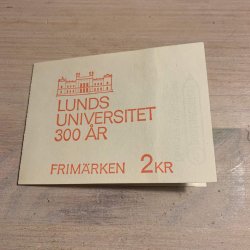 LUNDS
UNIVERSITET
300 ÅR
FRIMÄRKEN 2KR